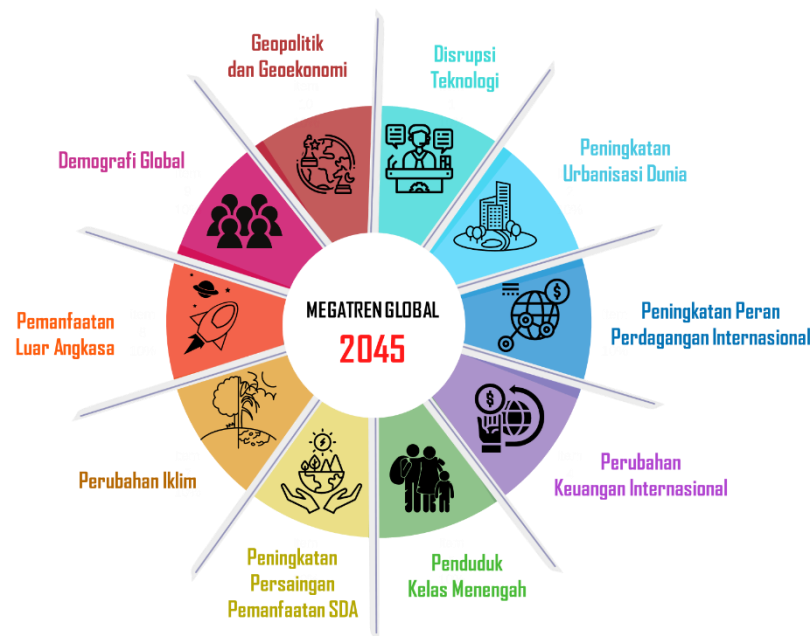 Geopolitik
dan Geoekonomi
Disrupsi
Teknologi
Peningkatan
Urbanisasi Dunia
Peningkatan Peran
Perdagangan Internasional
Perubahan
Keuangan Internasional
Penduduk
Kelas Menengah
Peningkatan
Persaingan
Pemanfaatan SDA
Perubahan Iklim
Pemanfaatan
Luar Angkasa
Demografi Global
MEGATREN GLOBAL
2045
$
$